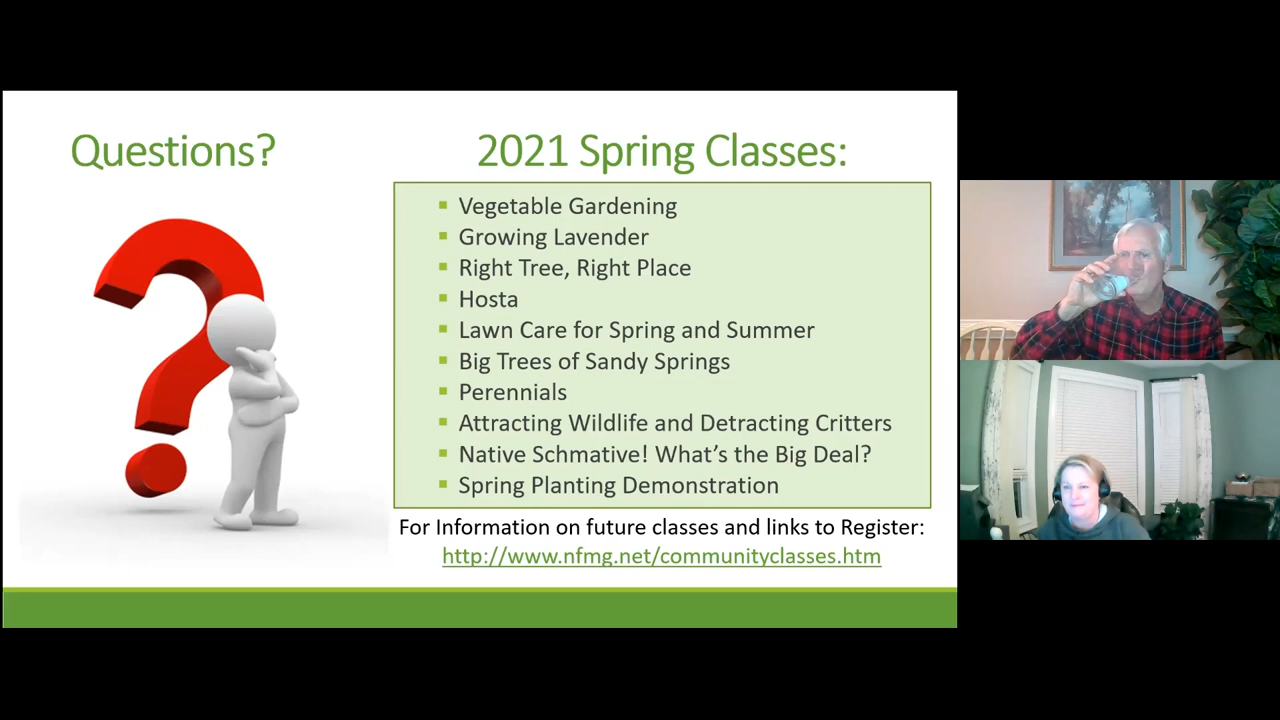 Questions?
2021 Spring Classes:
Vegetable Gardening
Growing Lavender
Right Tree, Right Place
Hosta
Lawn Care for Spring and Summer
Big Trees of Sandy Springs
Perennials
Attracting Wildlife and Detracting Critters
Native Schmative! What's the Big Deal?
Spring Planting Demonstration
For Information on future classes and links to Register:
http://www.nfmg.net/communityclasses.htm